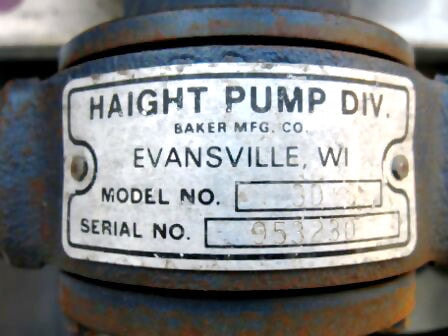 HAIGHT PUMP DIV.
BAKER MFG. CO.
EVANSVILLE, WI
MODEL NO.
SERIAL NO. 953230